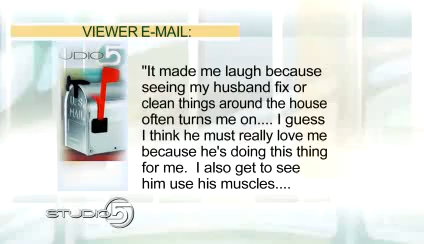 VIEWER E-MAIL:
UDIO 5
U.S. MAIL
"It made me laugh because
seeing my husband fix or
clean things around the house
often turns me on.... I guess
I think he must really love me
because he's doing this thing
for me.  I also get to see
him use his muscles....
STUDIO 5